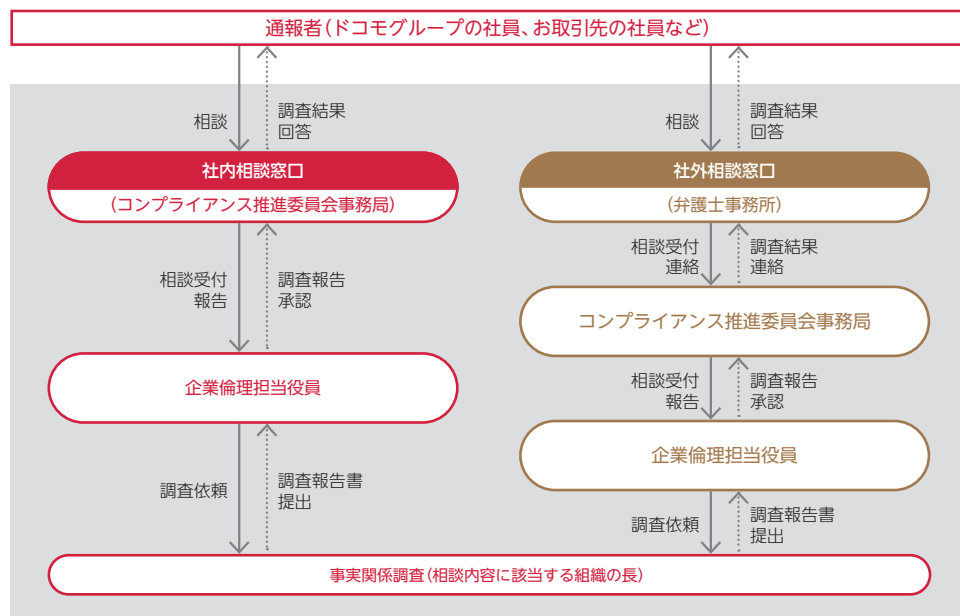 通報者(ドコモグループの社員、お取引先の社員など)
相談
調査結果
回答
社内相談窓口
(コンプライアンス推進委員会事務局)
相談受付
報告
調査報告
承認
企業倫理担当役員
調査依頼
調査報告書
提出
相談
調査結果
回答
社外相談窓口
(弁護士事務所)
相談受付
連絡
調査結果
連絡
コンプライアンス推進委員会事務局
相談受付
報告
調査報告
承認
企業倫理担当役員
調査依頼
調査報告書
提出
事実関係調査(相談内容に該当する組織の長)